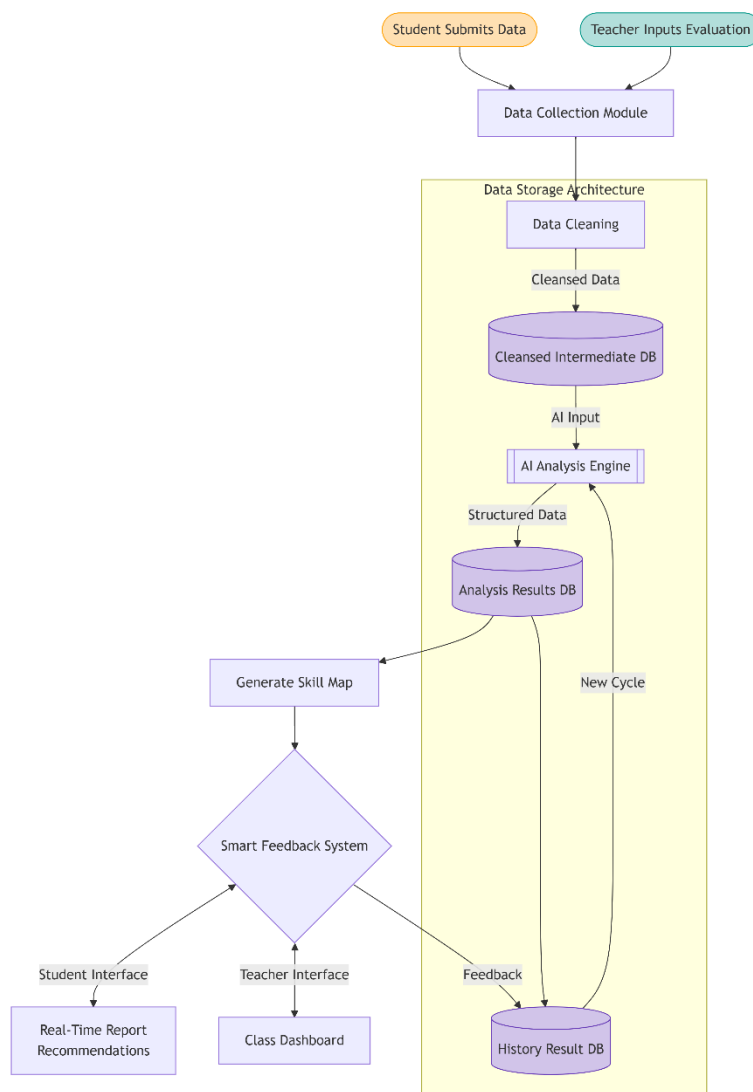 Student Submits Data
Teacher Inputs Evaluation
Data Collection Module
Data Storage Architecture
Data Cleaning
Cleansed Data
Cleansed Intermediate DB
AI Input
AI Analysis Engine
Structured Data
Analysis Results DB
Generate Skill Map
New Cycle
Smart Feedback System
Student Interface
Teacher Interface
Feedback
Real-Time Report
Recommendations
Class Dashboard
History Result DB